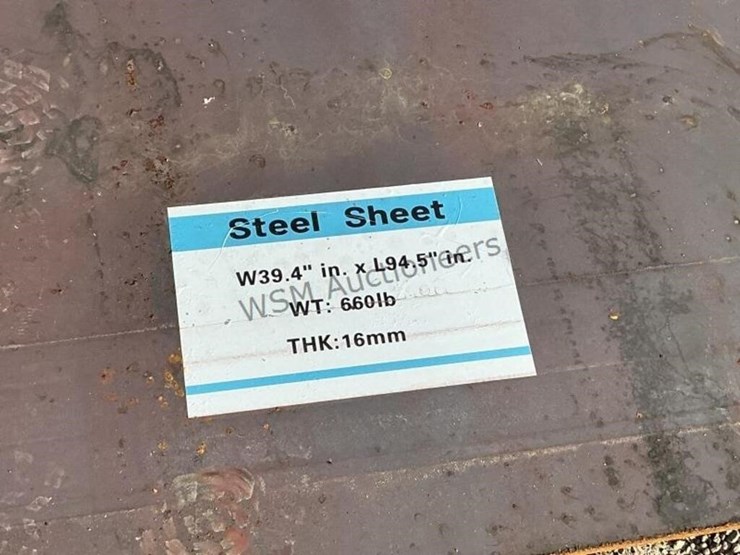 Steel Sheet
W39.4" in. x L94.5" in.
WSM Auctioneers
WT: 660lb
THK:16mm